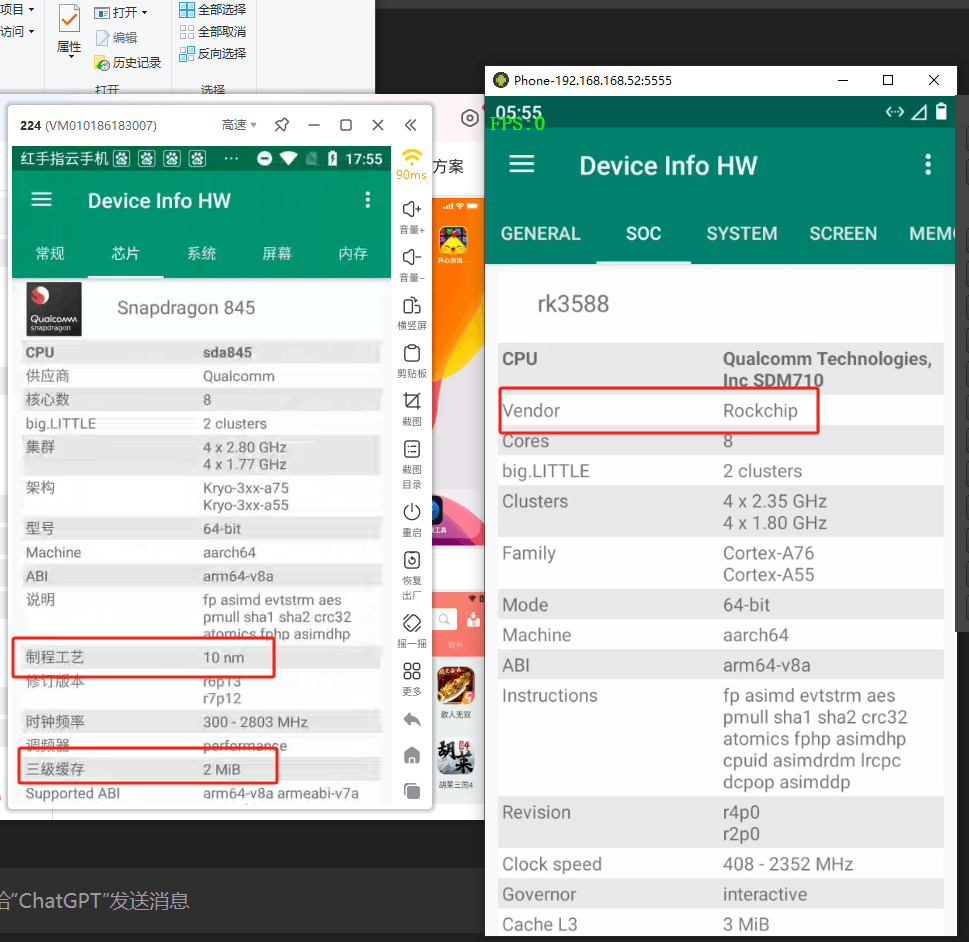 项目
访问
属性
打开
编辑
历史记录
打开
全部选择
全部取消
反向选择
选择
224 (VM010186183007)
高速
红手指云手机
···
17:55
Device Info HW
常规
芯片
系统
屏幕
内存
Qualcomm
snapdragon
Snapdragon 845
CPU sda845
供应商 Qualcomm
核心数 8
big.LITTLE 2 clusters
集群 4 x 2.80 GHz
4 x 1.77 GHz
架构 Kryo-3xx-a75
Kryo-3xx-a55
型号 64-bit
Machine aarch64
ABI arm64-v8a
说明 fp asimd evtstrm aes
pmull sha1 sha2 crc32
atomics fphp asimdhp
制程工艺 10 nm
修订版本 r6p13
r7p12
时钟频率 300 - 2803 MHz
调频器 performance
三级缓存 2 MiB
Supported ABI arm64-v8a armeabi-v7a
90ms
音量+
音量-
横竖屏
剪贴板
截图
截图
目录
重启
恢复
出厂
摇一摇
更多
方案
工具
软件
散人无双
胡莱
胡莱三国4
给“ChatGPT”发送消息
Phone-192.168.168.52:5555
05:55
FPS:0
Device Info HW
GENERAL
SOC
SYSTEM
SCREEN
MEM
rk3588
CPU Qualcomm Technologies,
Inc SDM710
Vendor Rockchip
Cores 8
big.LITTLE 2 clusters
Clusters 4 x 2.35 GHz
4 x 1.80 GHz
Family Cortex-A76
Cortex-A55
Mode 64-bit
Machine aarch64
ABI arm64-v8a
Instructions fp asimd evtstrm aes
pmull sha1 sha2 crc32
atomics fphp asimdhp
cpuid asimdrdm lrcpc
dcpop asimddp
Revision r4p0
r2p0
Clock speed 408 - 2352 MHz
Governor interactive
Cache L3 3 MiB